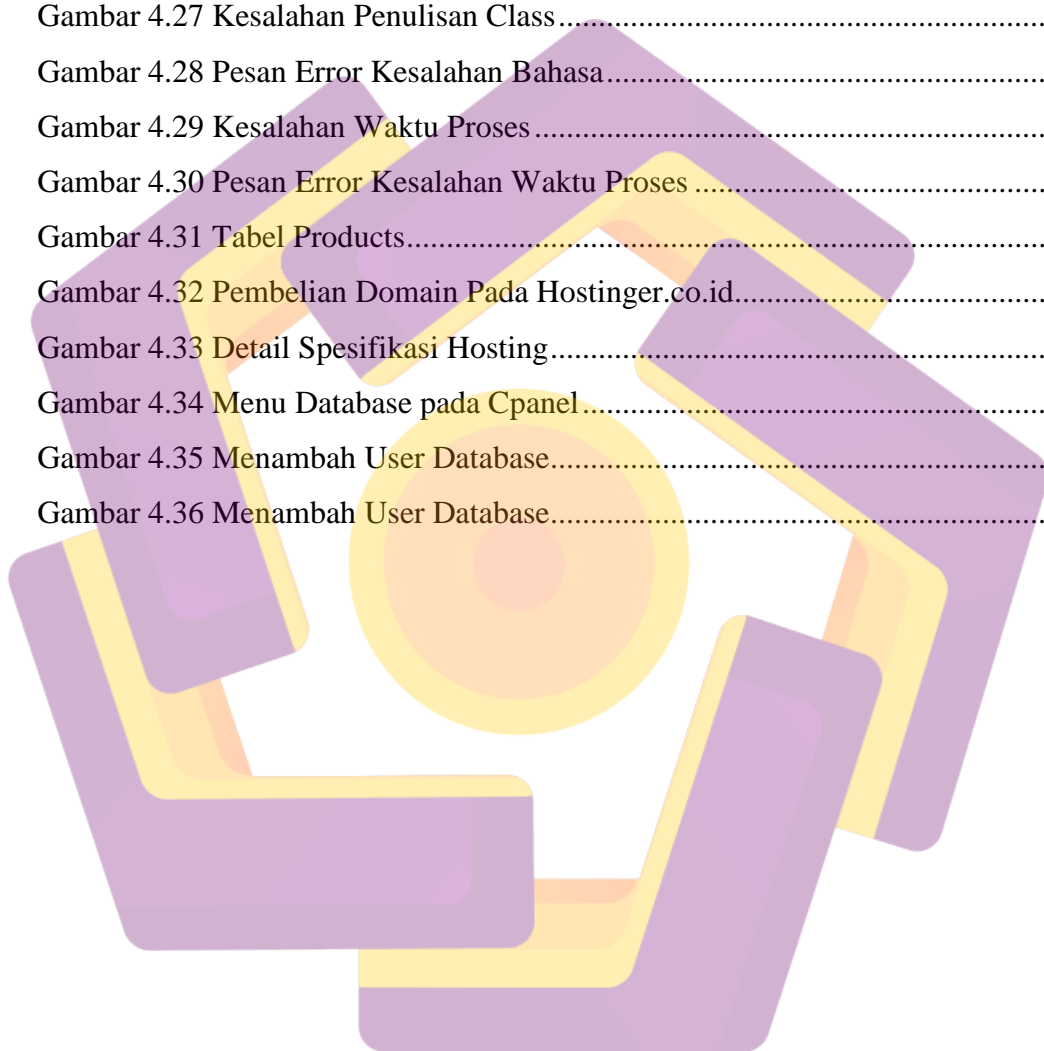 Gambar 4.27 Kesalahan Penulisan Class............................................................
Gambar 4.28 Pesan Error Kesalahan Bahasa......................................................
Gambar 4.29 Kesalahan Waktu Proses...............................................................
Gambar 4.30 Pesan Error Kesalahan Waktu Proses ...........................................
Gambar 4.31 Tabel Products...............................................................................
Gambar 4.32 Pembelian Domain Pada Hostinger.co.id......................................
Gambar 4.33 Detail Spesifikasi Hosting.............................................................
Gambar 4.34 Menu Database pada Cpanel.........................................................
Gambar 4.35 Menambah User Database.............................................................
Gambar 4.36 Menambah User Database.............................................................